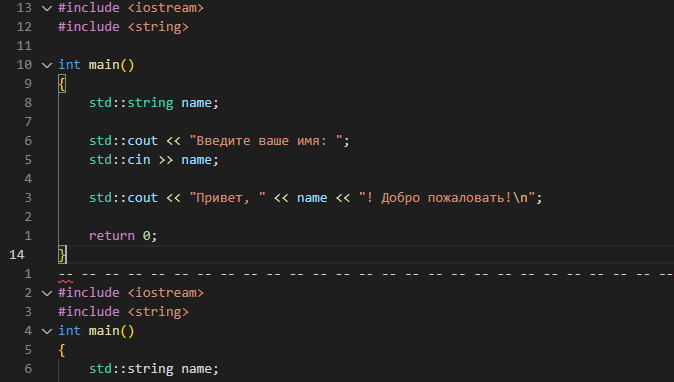 13 #include <iostream>
12 #include <string>
11
10 int main()
9 {
8 std::string name;
7
6 std::cout << "Введите ваше имя: ";
5 std::cin >> name;
4
3 std::cout << "Привет, " << name << "! Добро пожаловать!\n";
2
1 return 0;
14 }
1 -- -- -- -- -- -- -- -- -- -- -- -- -- -- -- -- -- -- -- -- -- -- -- -- -- -- --
2 #include <iostream>
3 #include <string>
4 int main()
5 {
6 std::string name;